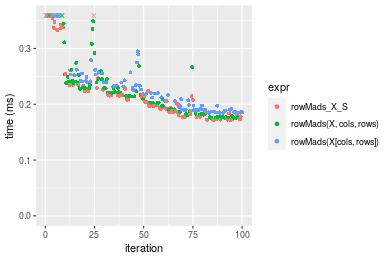 time (ms)
0.3
0.2
0.1
0.0
0
25
50
75
100
iteration
expr
rowMads_X_S
rowMads(X, cols, rows)
rowMads(X[cols, rows])